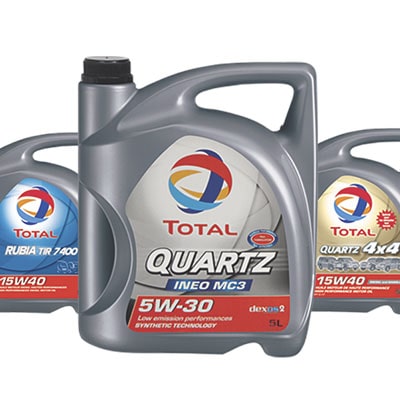 TOTAL
RUBIA TIR 7400
15W40
TOTAL
QUARTZ
INEO MC3
5W-30
Low emission performances
SYNTHETIC TECHNOLOGY
dexos2
5L
TOTAL
QUARTZ 4x4
15W40